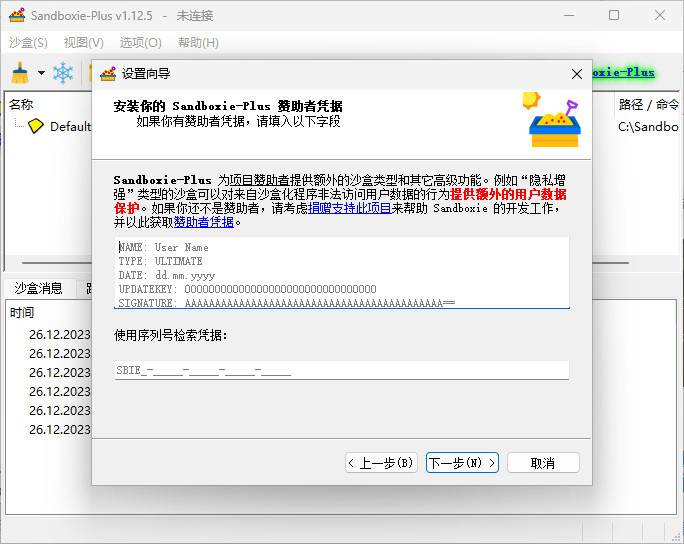 Sandboxie-Plus v1.12.5 - 未连接
沙盒(S) 视图(V) 选项(O) 帮助(H)
oxie-Plus
名称
路径 / 命令
Default
C:\Sandbo
设置向导
安装你的 Sandboxie-Plus 赞助者凭据
如果你有赞助者凭据，请填入以下字段
Sandboxie-Plus 为项目赞助者提供额外的沙盒类型和其它高级功能。例如“隐私增
强”类型的沙盒可以对来自沙盒化程序非法访问用户数据的行为提供额外的用户数据
保护。如果你还不是赞助者，请考虑捐赠支持此项目来帮助 Sandboxie 的开发工作，
并以此获取赞助者凭据。
NAME: User Name
TYPE: ULTIMATE
DATE: dd.mm.yyyy
UPDATEKEY: 00000000000000000000000000000000
SIGNATURE: AAAAAAAAAAAAAAAAAAAAAAAAAAAAAAAAAAAAAAAAAAA==
使用序列号检索凭据：
SBIE_-_____-_____-_____-_____
< 上一步(B)
下一步(N) >
取消
沙盒消息
时间
26.12.2023
26.12.2023
26.12.2023
26.12.2023
26.12.2023
26.12.2023